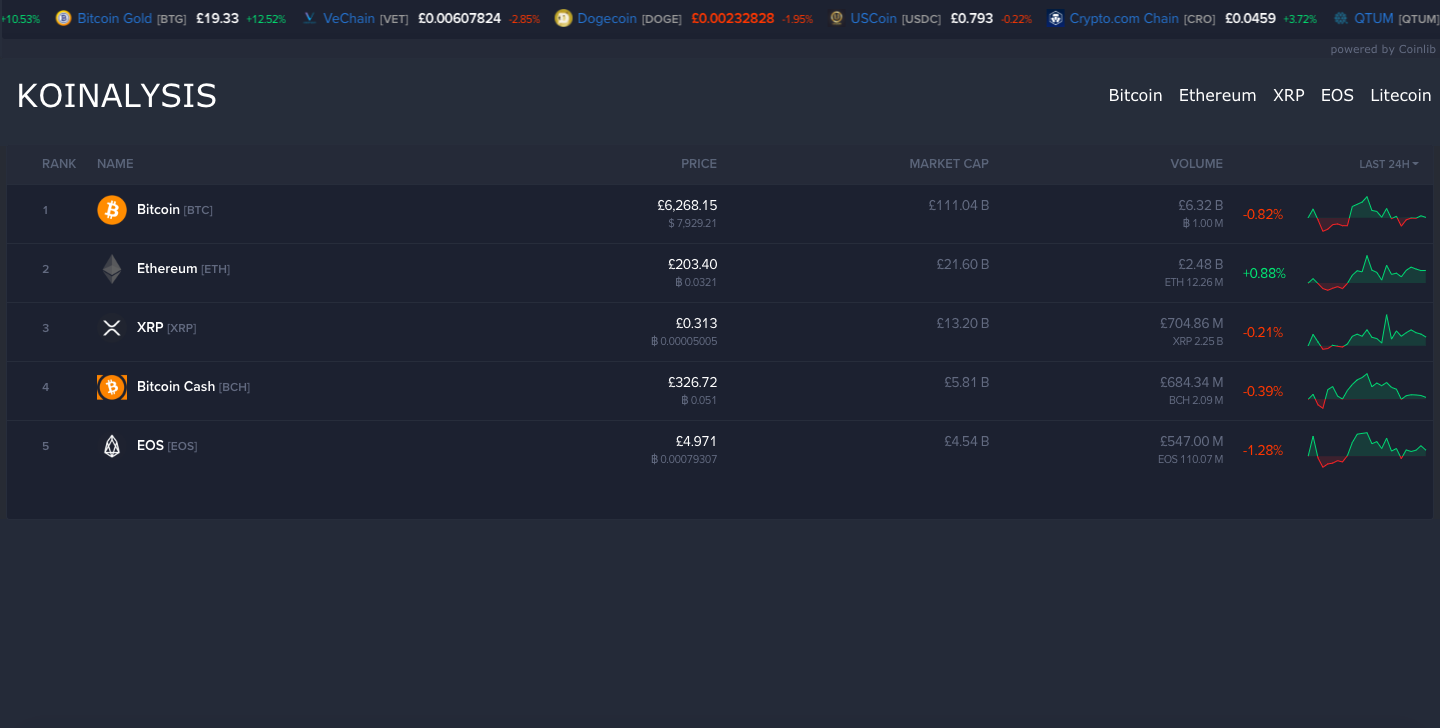 +10.53% Bitcoin Gold [BTG] £19.33 +12.52% VeChain [VET] £0.00607824 -2.85% Dogecoin [DOGE] £0.00232828 -1.95% USCoin [USDC] £0.793 -0.22% Crypto.com Chain [CRO] £0.0459 +3.72% QTUM [QTUM]
powered by Coinlib
KOINALYSIS Bitcoin Ethereum XRP EOS Litecoin
RANK NAME PRICE MARKET CAP VOLUME LAST 24H
1 Bitcoin [BTC] £6,268.15 £111.04 B £6.32 B -0.82%
$ 7,929.21 ฿ 1.00 M
2 Ethereum [ETH] £203.40 £21.60 B £2.48 B +0.88%
฿ 0.0321 ETH 12.26 M
3 XRP [XRP] £0.313 £13.20 B £704.86 M -0.21%
฿ 0.00005005 XRP 2.25 B
4 Bitcoin Cash [BCH] £326.72 £5.81 B £684.34 M -0.39%
฿ 0.051 BCH 2.09 M
5 EOS [EOS] £4.971 £4.54 B £547.00 M -1.28%
฿ 0.00079307 EOS 110.07 M